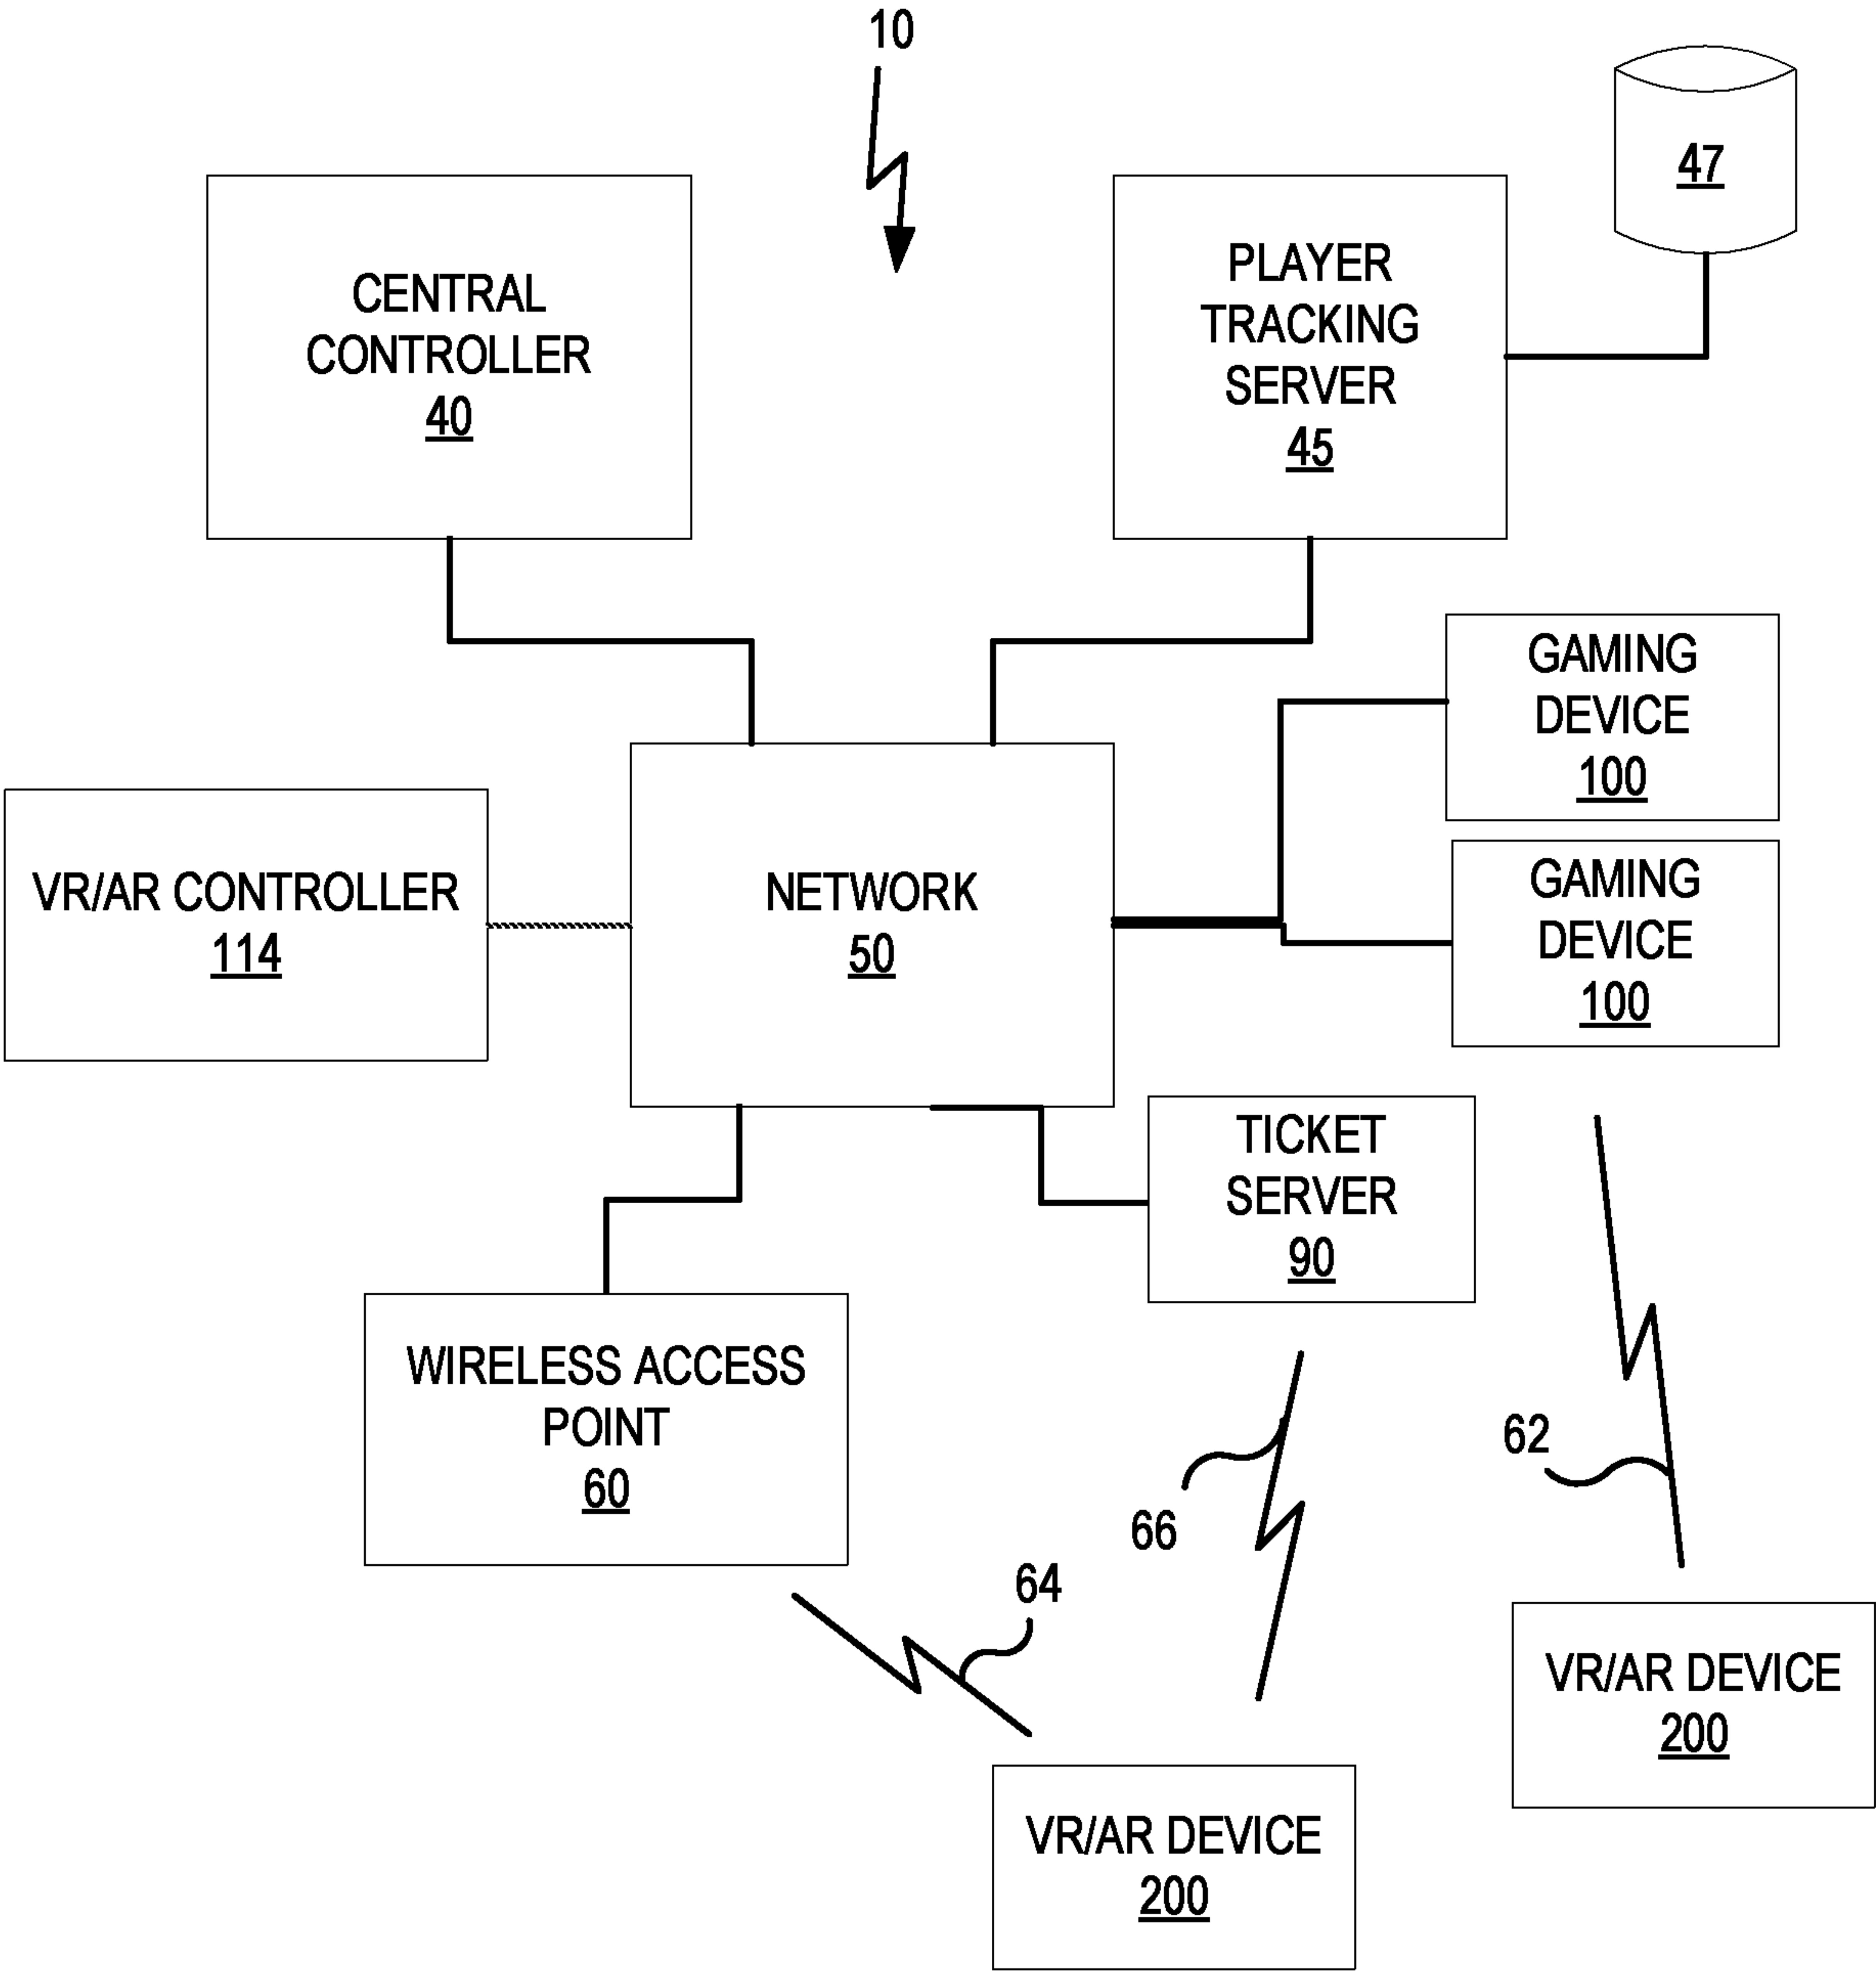 10
47
CENTRAL
CONTROLLER
40
PLAYER
TRACKING
SERVER
45
GAMING
DEVICE
100
VR/AR CONTROLLER
114
NETWORK
50
GAMING
DEVICE
100
TICKET
SERVER
90
WIRELESS ACCESS
POINT
60
66
62
64
VR/AR DEVICE
200
VR/AR DEVICE
200